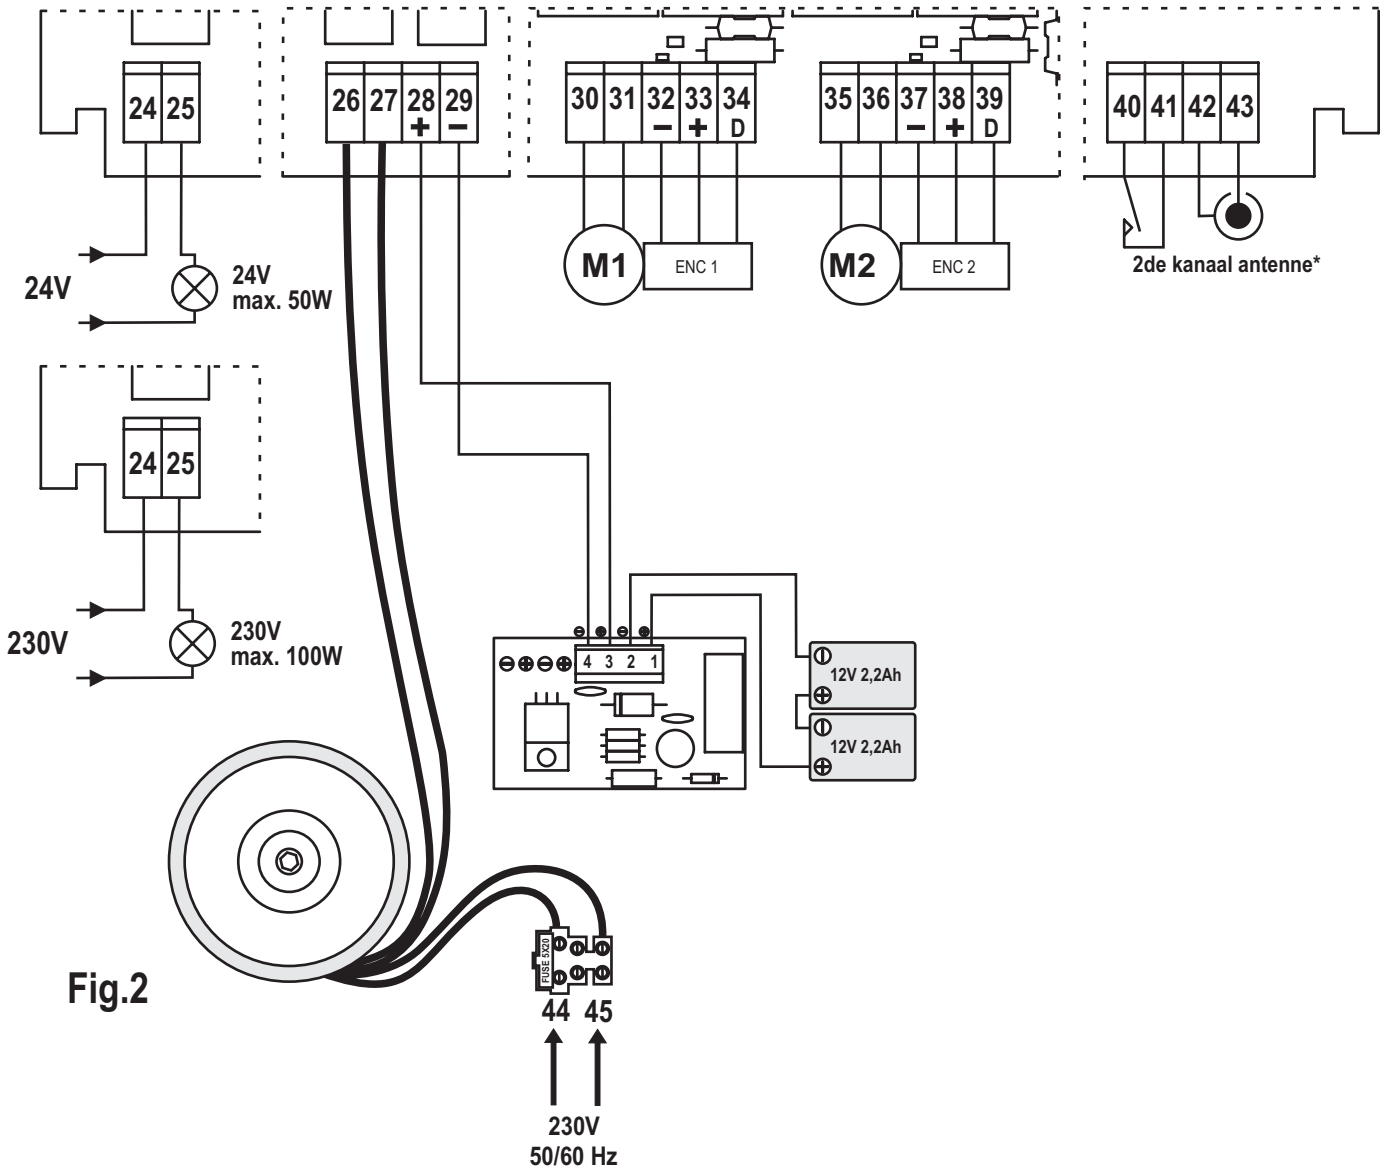 24 25
26 27 28 29
+ −
30 31 32 33 34
− + D
35 36 37 38 39
− + D
40 41 42 43
24V
24V
max. 50W
M1
ENC 1
M2
ENC 2
2de kanaal antenne*
24 25
230V
230V
max. 100W
4 3 2 1
12V 2,2Ah
12V 2,2Ah
FUSE 5X20
44 45
230V
50/60 Hz
Fig.2